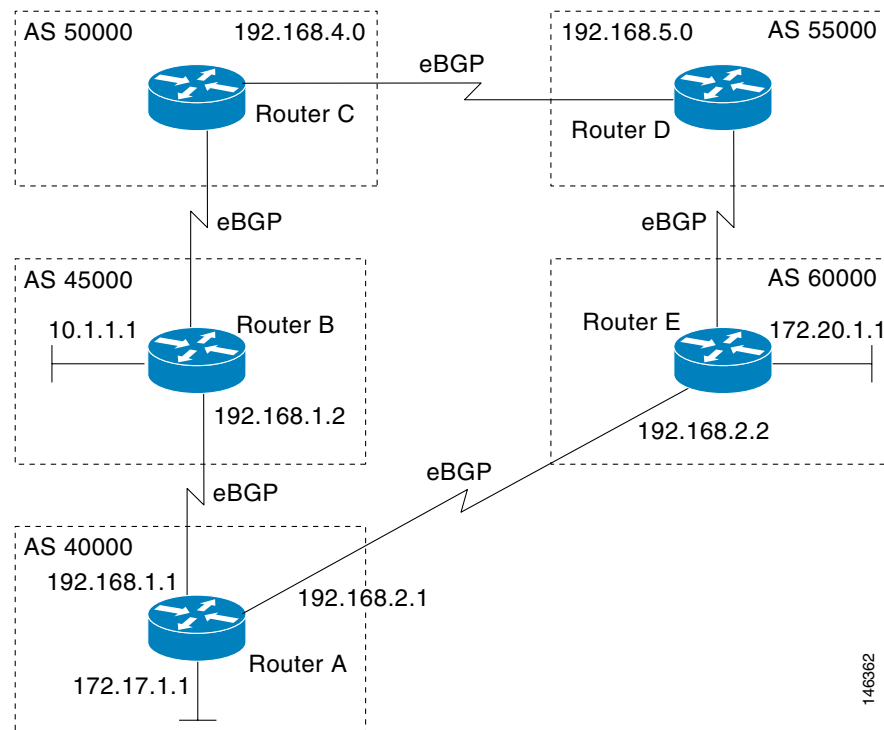 AS 50000
192.168.4.0
192.168.5.0
AS 55000
eBGP
Router C
Router D
eBGP
eBGP
AS 45000
AS 60000
10.1.1.1
Router B
Router E
172.20.1.1
192.168.1.2
192.168.2.2
eBGP
eBGP
AS 40000
192.168.1.1
192.168.2.1
Router A
172.17.1.1
146362